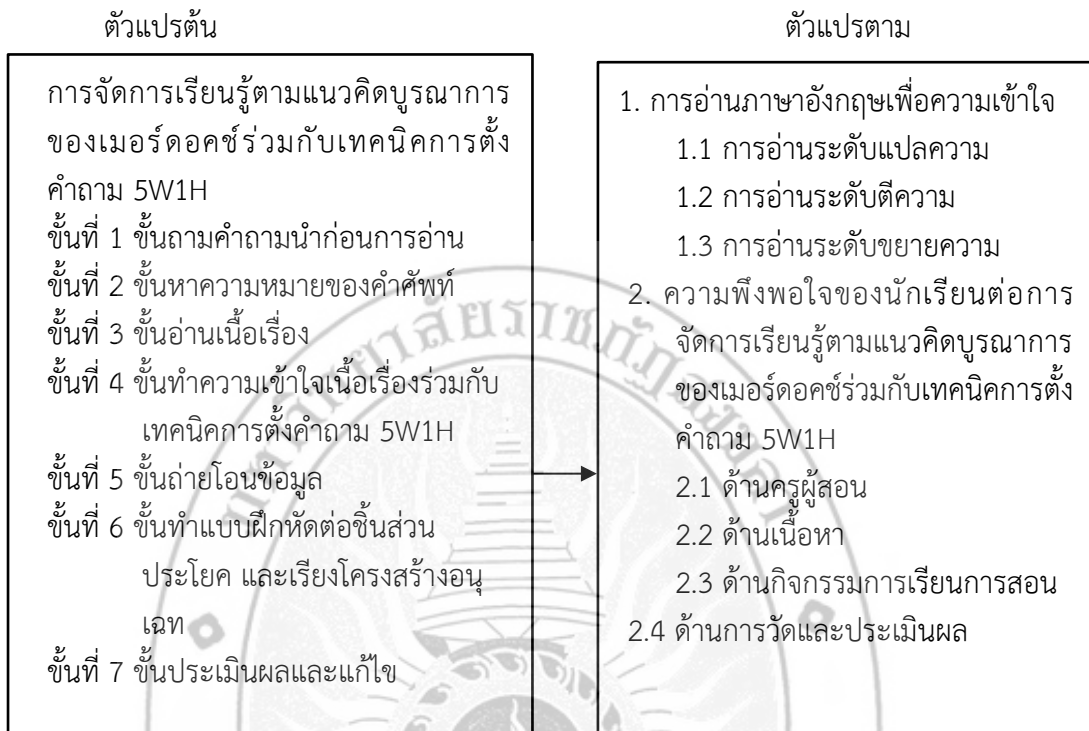 ตัวแปรต้น
การจัดการเรียนรู้ตามแนวคิดบูรณาการ
ของเมอร์ดอคช์ร่วมกับเทคนิคการตั้ง
คำถาม 5W1H
ขั้นที่ 1 ขั้นถามคำถามนำก่อนการอ่าน
ขั้นที่ 2 ขั้นหาความหมายของคำศัพท์
ขั้นที่ 3 ขั้นอ่านเนื้อเรื่อง
ขั้นที่ 4 ขั้นทำความเข้าใจเนื้อเรื่องร่วมกับ
เทคนิคการตั้งคำถาม 5W1H
ขั้นที่ 5 ขั้นถ่ายโอนข้อมูล
ขั้นที่ 6 ขั้นทำแบบฝึกหัดต่อชิ้นส่วน
ประโยค และเรียงโครงสร้างอนุ
เฉท
ขั้นที่ 7 ขั้นประเมินผลและแก้ไข
ตัวแปรตาม
1. การอ่านภาษาอังกฤษเพื่อความเข้าใจ
1.1 การอ่านระดับแปลความ
1.2 การอ่านระดับตีความ
1.3 การอ่านระดับขยายความ
2. ความพึงพอใจของนักเรียนต่อการ
จัดการเรียนรู้ตามแนวคิดบูรณาการ
ของเมอร์ดอคช์ร่วมกับเทคนิคการตั้ง
คำถาม 5W1H
2.1 ด้านครูผู้สอน
2.2 ด้านเนื้อหา
2.3 ด้านกิจกรรมการเรียนการสอน
2.4 ด้านการวัดและประเมินผล